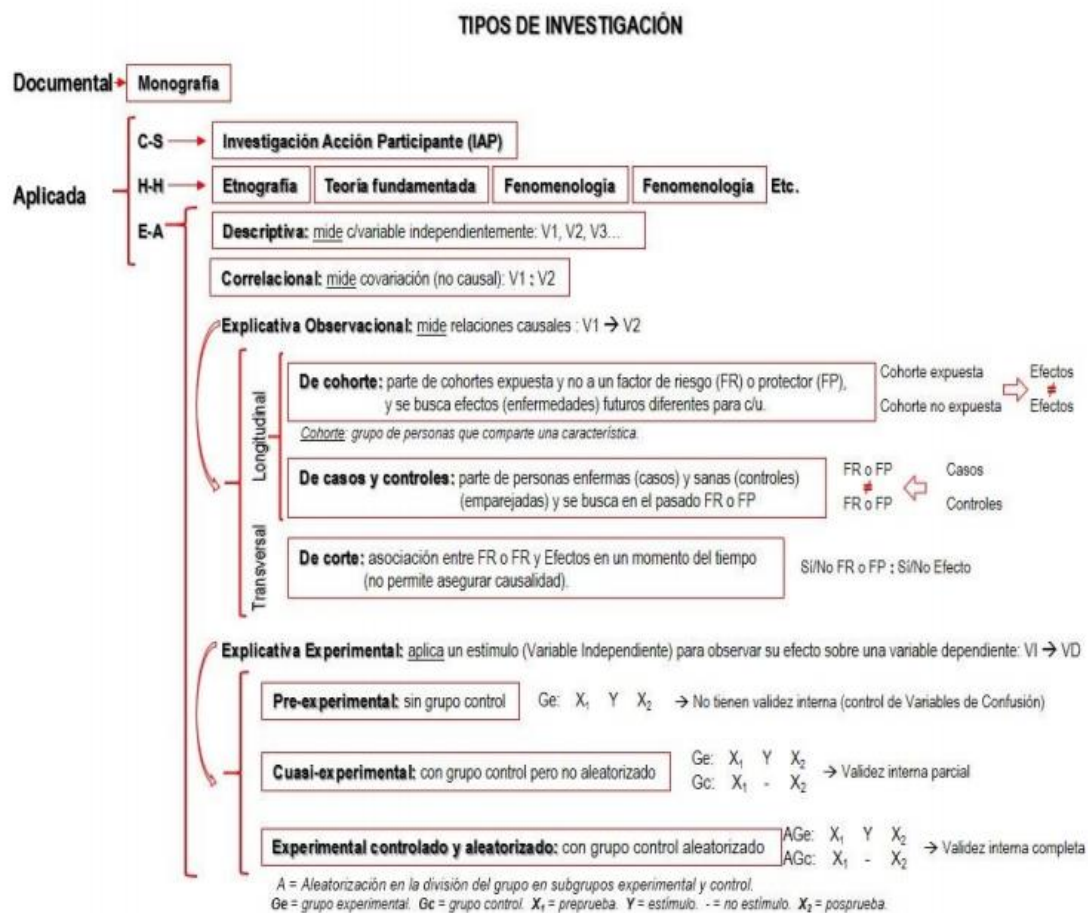 TIPOS DE INVESTIGACIÓN
Documental Monografía
C-S Investigación Acción Participante (IAP)
Aplicada
H-H Etnografía Teoría fundamentada Fenomenología Fenomenología Etc.
E-A Descriptiva: mide c/variable independientemente: V1, V2, V3...
Correlacional: mide covariación (no causal): V1 : V2
Explicativa Observacional: mide relaciones causales : V1 → V2
Longitudinal
De cohorte: parte de cohortes expuesta y no a un factor de riesgo (FR) o protector (FP),
y se busca efectos (enfermedades) futuros diferentes para c/u.
Cohorte expuesta Efectos
≠
Cohorte no expuesta Efectos
Cohorte: grupo de personas que comparte una característica.
De casos y controles: parte de personas enfermas (casos) y sanas (controles)
(emparejadas) y se busca en el pasado FR o FP
FR o FP Casos
≠
FR o FP Controles
Transversal
De corte: asociación entre FR o FR y Efectos en un momento del tiempo
(no permite asegurar causalidad).
Sí/No FR o FP : Sí/No Efecto
Explicativa Experimental: aplica un estímulo (Variable Independiente) para observar su efecto sobre una variable dependiente: VI → VD
Pre-experimental: sin grupo control Ge: X₁ Y X₂ → No tienen validez interna (control de Variables de Confusión)
Cuasi-experimental: con grupo control pero no aleatorizado
Ge: X₁ Y X₂
Gc: X₁ - X₂
→ Validez interna parcial
Experimental controlado y aleatorizado: con grupo control aleatorizado
AGe: X₁ Y X₂
AGc: X₁ - X₂
→ Validez interna completa
A = Aleatorización en la división del grupo en subgrupos experimental y control.
Ge = grupo experimental. Gc = grupo control. X₁ = preprueba. Y = estímulo. - = no estímulo. X₂ = posprueba.